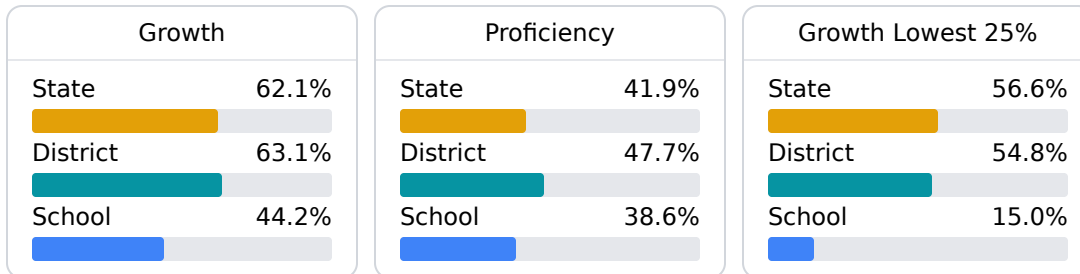 Growth
State 62.1%
District 63.1%
School 44.2%
Proficiency
State 41.9%
District 47.7%
School 38.6%
Growth Lowest 25%
State 56.6%
District 54.8%
School 15.0%